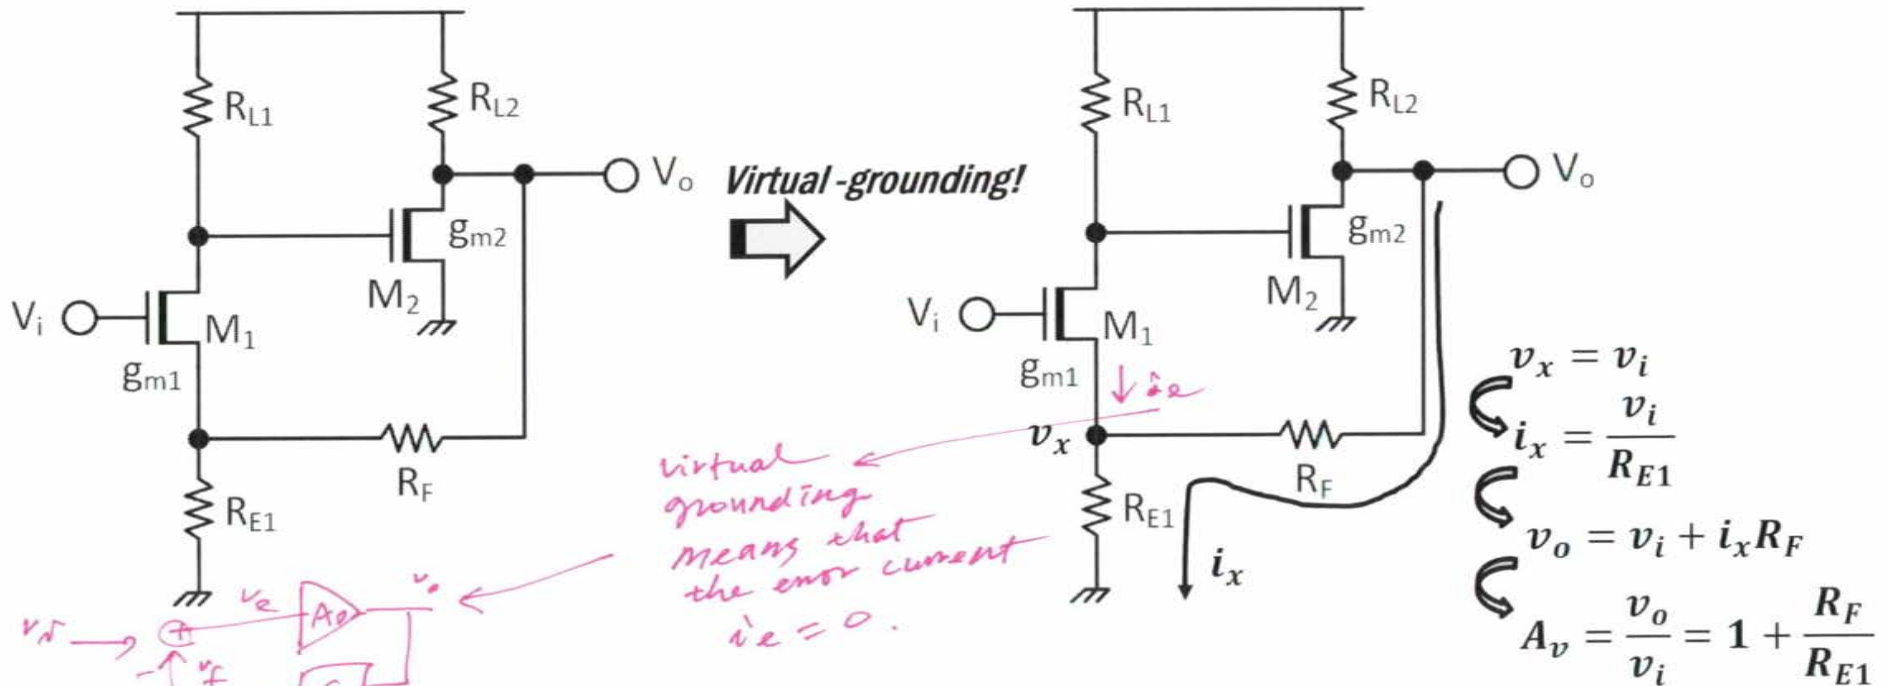 R_L1
R_L2
V_o
g_m2
M_2
V_i
M_1
g_m1
R_F
R_E1
Virtual-grounding!
R_L1
R_L2
V_o
g_m2
M_2
V_i
M_1
g_m1
i_e
v_x
R_F
R_E1
i_x
v_x = v_i
i_x = v_i / R_E1
v_o = v_i + i_x R_F
A_v = v_o / v_i = 1 + R_F / R_E1
virtual
grounding
means that
the error current
i_e = 0.
v_e
A_o
v_o
+
-
v_f